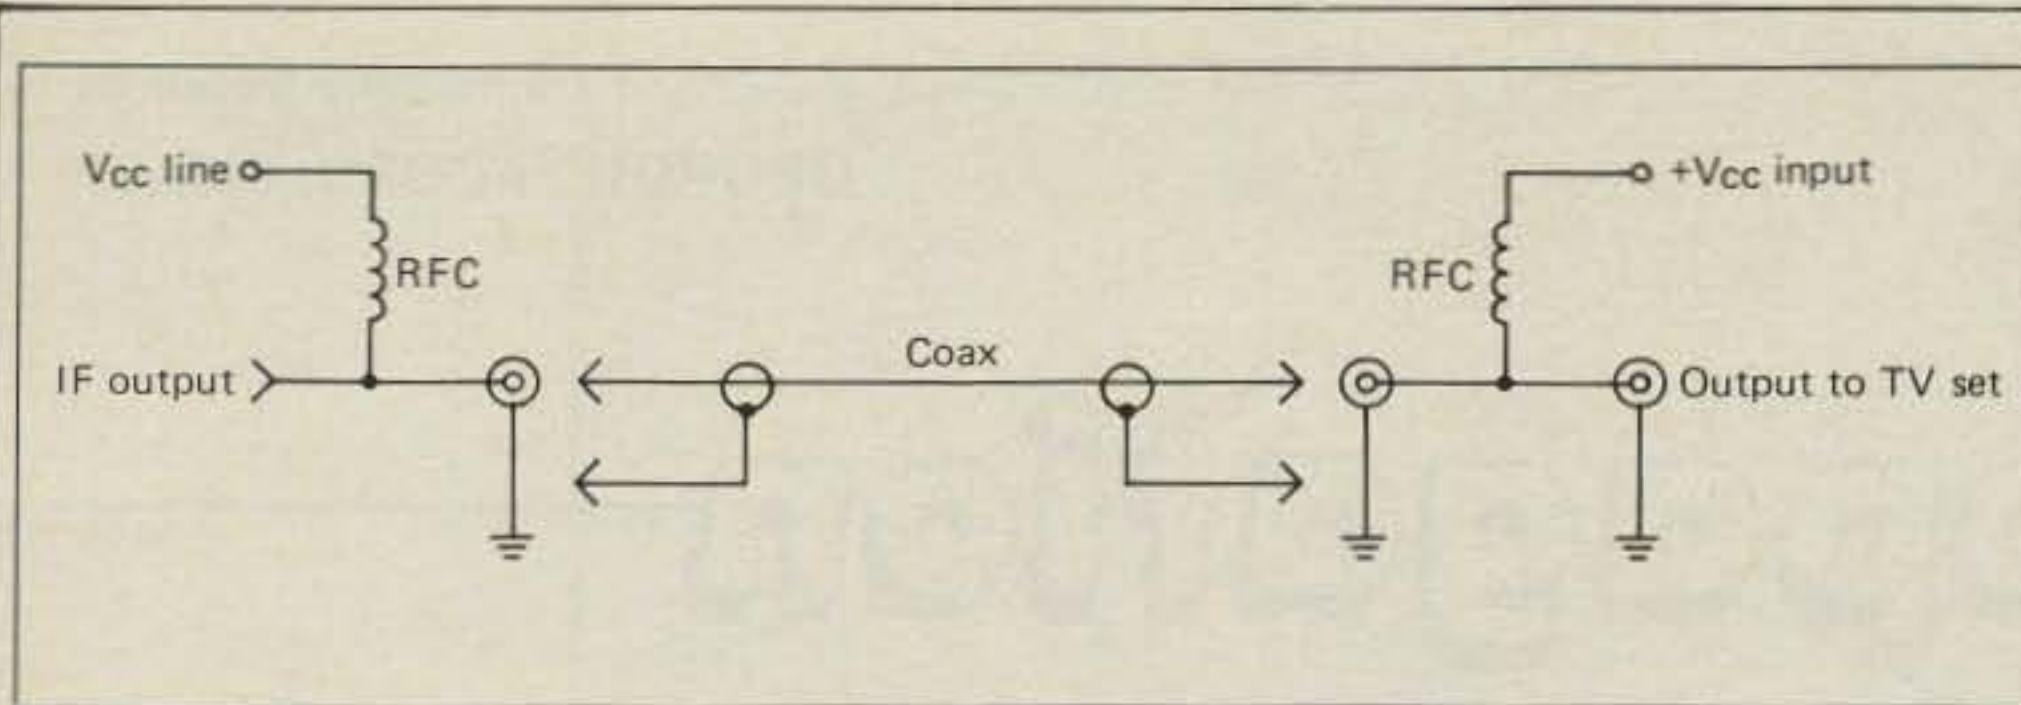 Vcc line
+Vcc input
RFC
RFC
Coax
IF output
Output to TV set